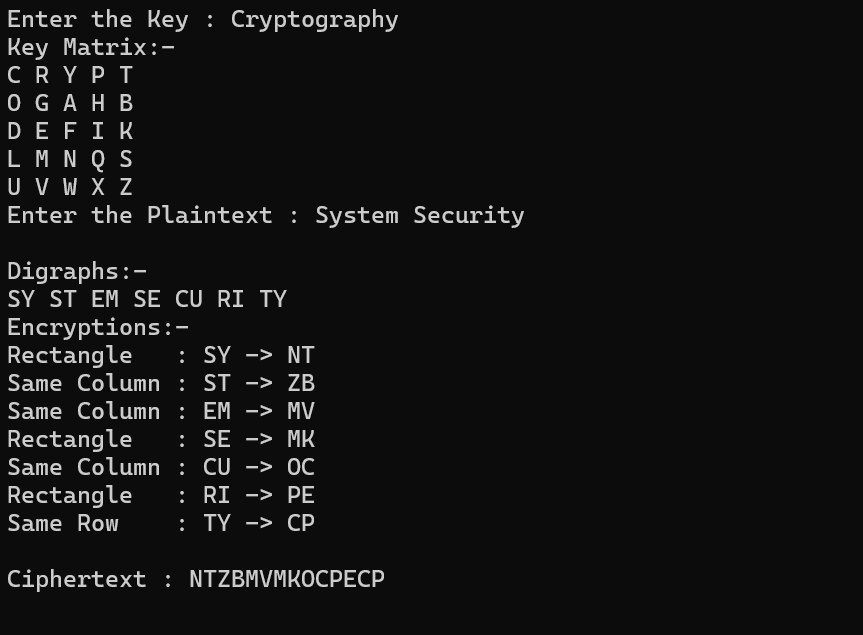 Enter the Key : Cryptography
Key Matrix:-
C R Y P T
O G A H B
D E F I K
L M N Q S
U V W X Z
Enter the Plaintext : System Security
Digraphs:-
SY ST EM SE CU RI TY
Encryptions:-
Rectangle   : SY -> NT
Same Column : ST -> ZB
Same Column : EM -> MV
Rectangle   : SE -> MK
Same Column : CU -> OC
Rectangle   : RI -> PE
Same Row    : TY -> CP
Ciphertext : NTZBMVMKOCPECP